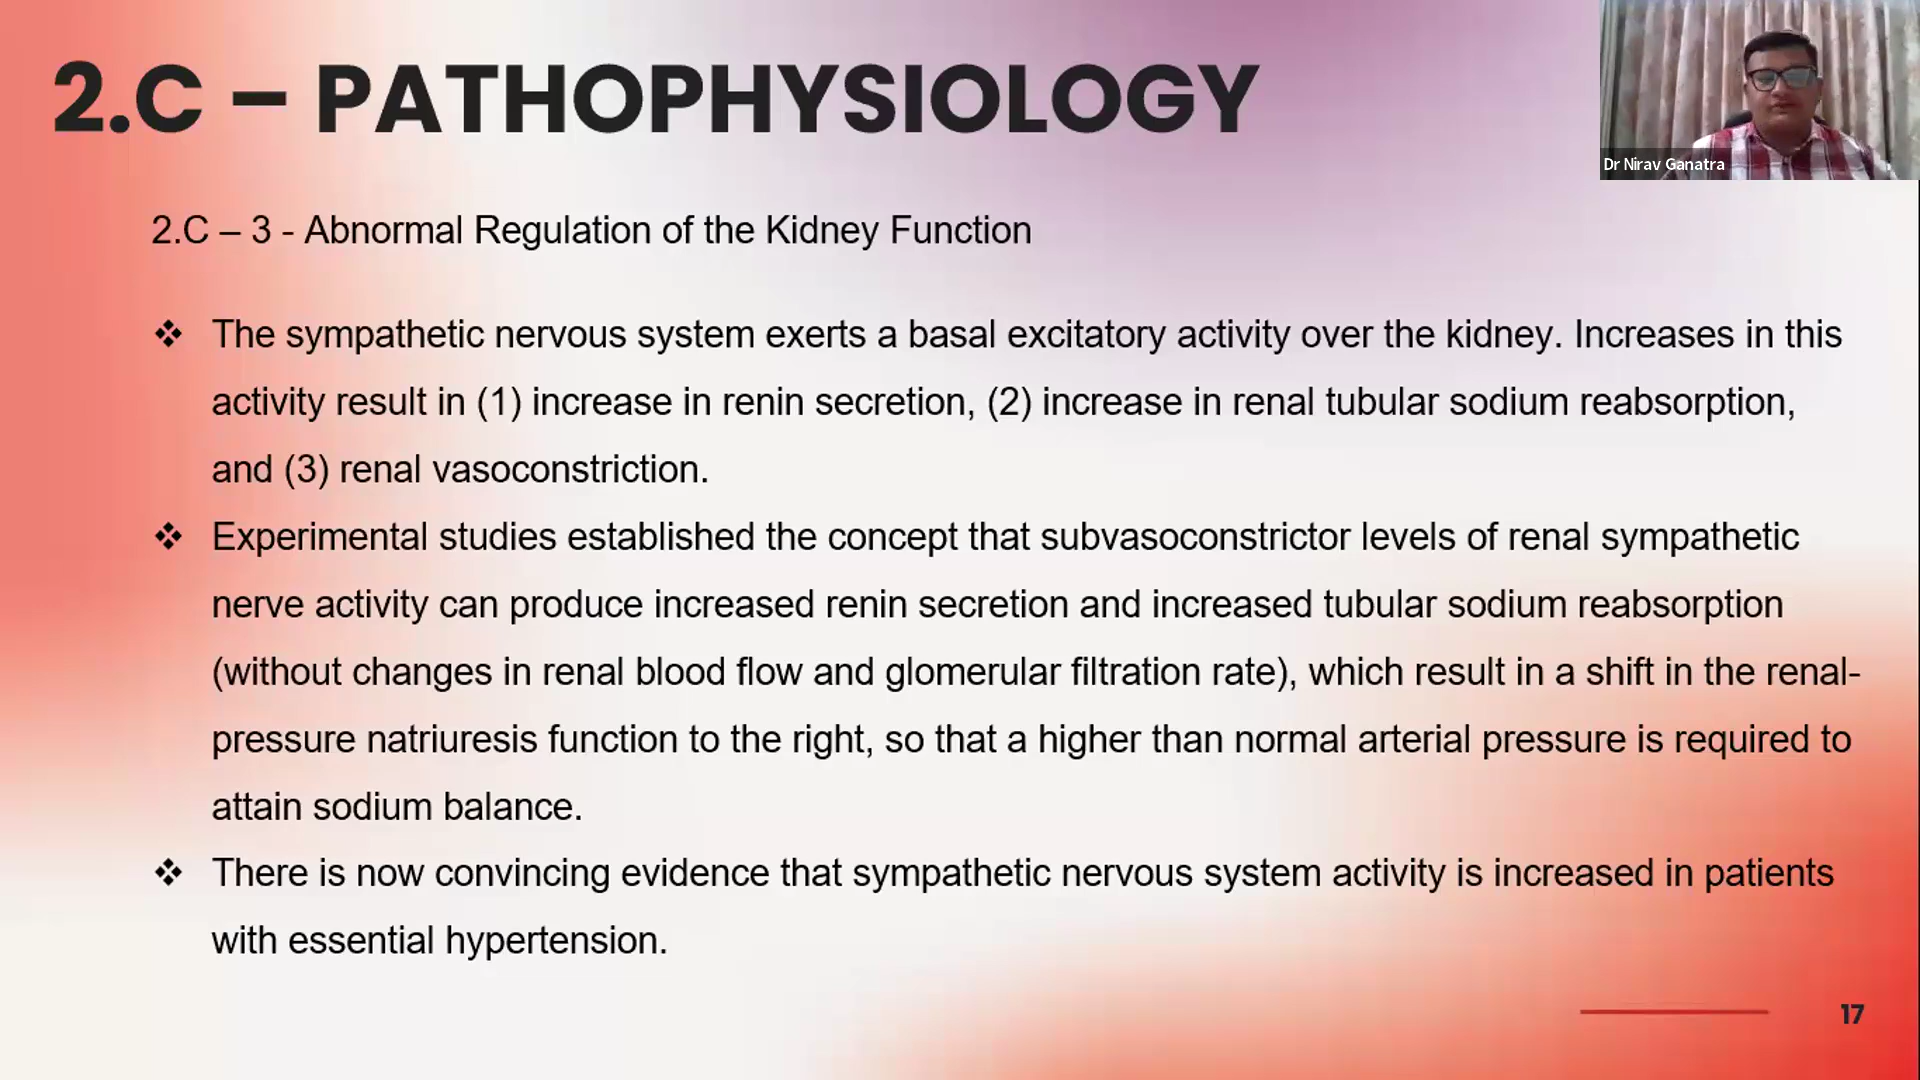 2.C – PATHOPHYSIOLOGY
Dr Nirav Ganatra
2.C – 3 - Abnormal Regulation of the Kidney Function
❖ The sympathetic nervous system exerts a basal excitatory activity over the kidney. Increases in this
activity result in (1) increase in renin secretion, (2) increase in renal tubular sodium reabsorption,
and (3) renal vasoconstriction.
❖ Experimental studies established the concept that subvasoconstrictor levels of renal sympathetic
nerve activity can produce increased renin secretion and increased tubular sodium reabsorption
(without changes in renal blood flow and glomerular filtration rate), which result in a shift in the renal-
pressure natriuresis function to the right, so that a higher than normal arterial pressure is required to
attain sodium balance.
❖ There is now convincing evidence that sympathetic nervous system activity is increased in patients
with essential hypertension.
17